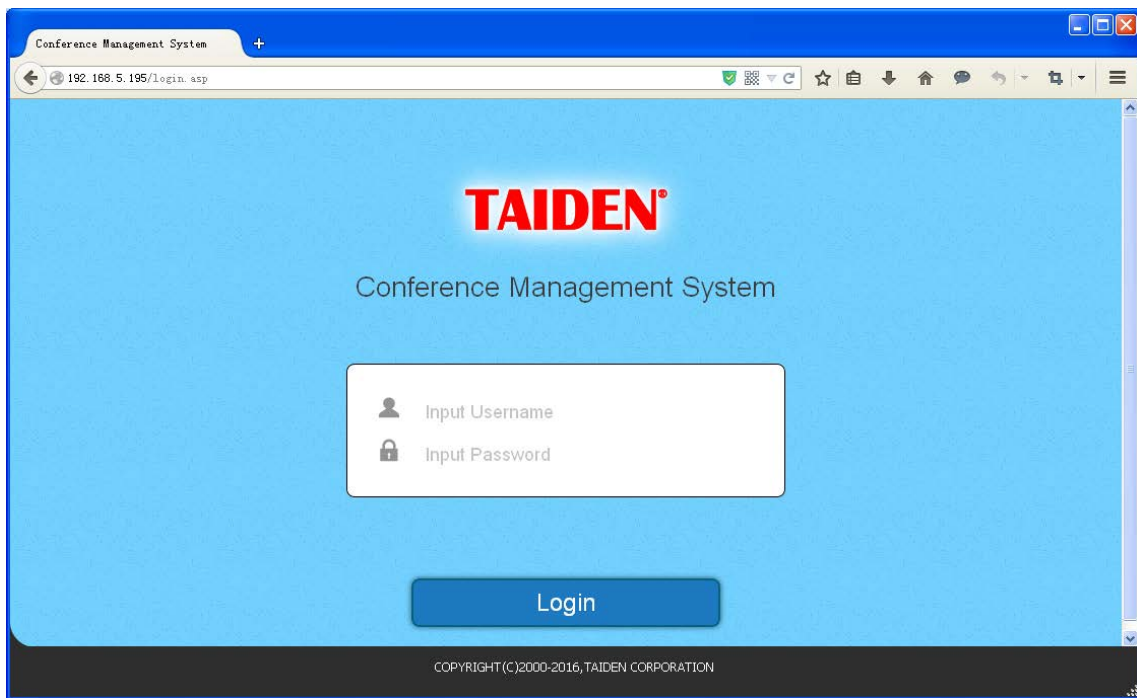 Conference Management System
192.168.5.195/login.asp
TAIDEN®
Conference Management System
Input Username
Input Password
Login
COPYRIGHT(C)2000-2016,TAIDEN CORPORATION